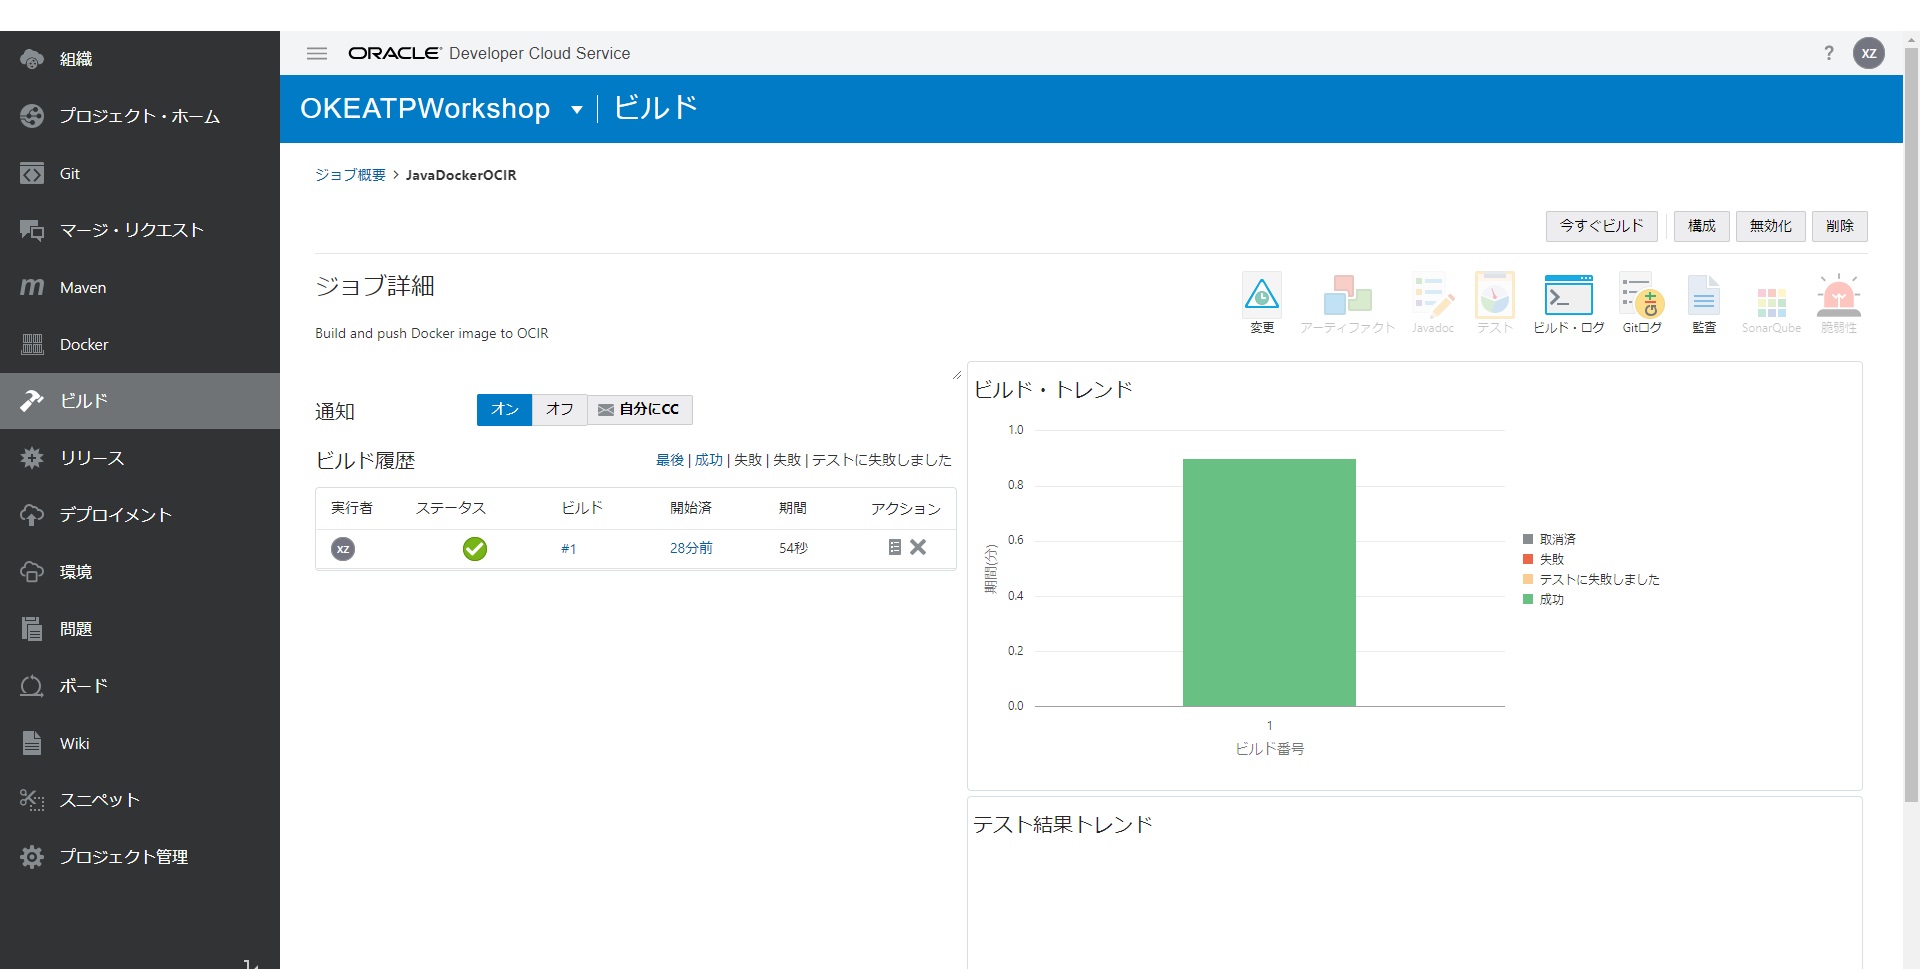 組織
プロジェクト・ホーム
Git
マージ・リクエスト
Maven
Docker
ビルド
リリース
デプロイメント
環境
問題
ボード
Wiki
スニペット
プロジェクト管理
ORACLE Developer Cloud Service
? XZ
OKEATPWorkshop ビルド
ジョブ概要 > JavaDockerOCIR
今すぐビルド 構成 無効化 削除
ジョブ詳細
変更 アーティファクト Javadoc テスト ビルド・ログ Gitログ 監査 SonarQube 脆弱性
Build and push Docker image to OCIR
通知 オン オフ 自分にCC
ビルド履歴 最後 | 成功 | 失敗 | 失敗 | テストに失敗しました
実行者 ステータス ビルド 開始済 期間 アクション
XZ #1 28分前 54秒
ビルド・トレンド
1.0
0.8
0.6
0.4
0.2
0.0
期間(分)
1
ビルド番号
取消済
失敗
テストに失敗しました
成功
テスト結果トレンド